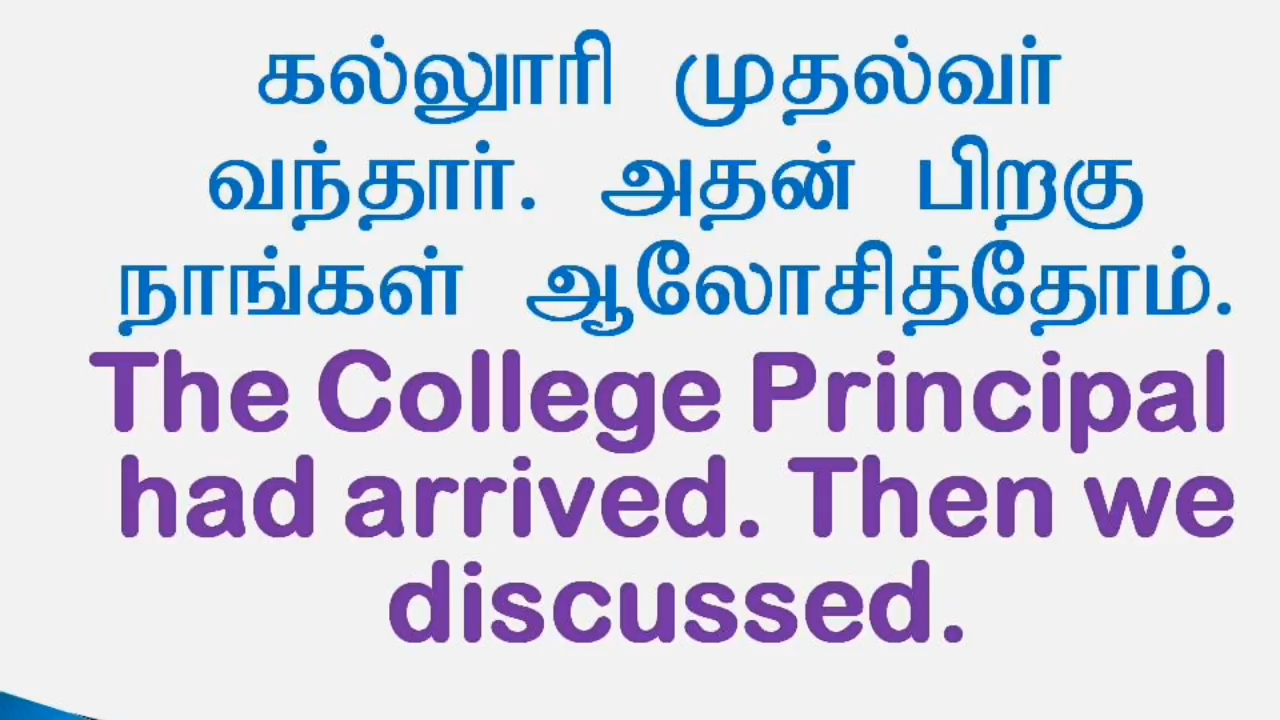 கல்லூரி முதல்வர்
வந்தார். அதன் பிறகு
நாங்கள் ஆலோசித்தோம்.
The College Principal
had arrived. Then we
discussed.